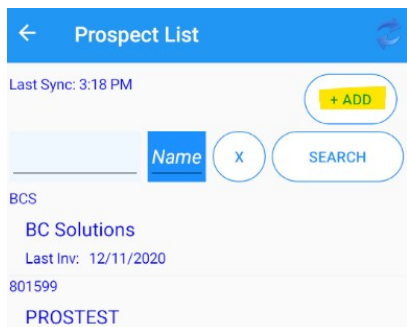 Prospect List
Last Sync: 3:18 PM
+ ADD
Name X SEARCH
BCS
BC Solutions
Last Inv: 12/11/2020
801599
PROSTEST